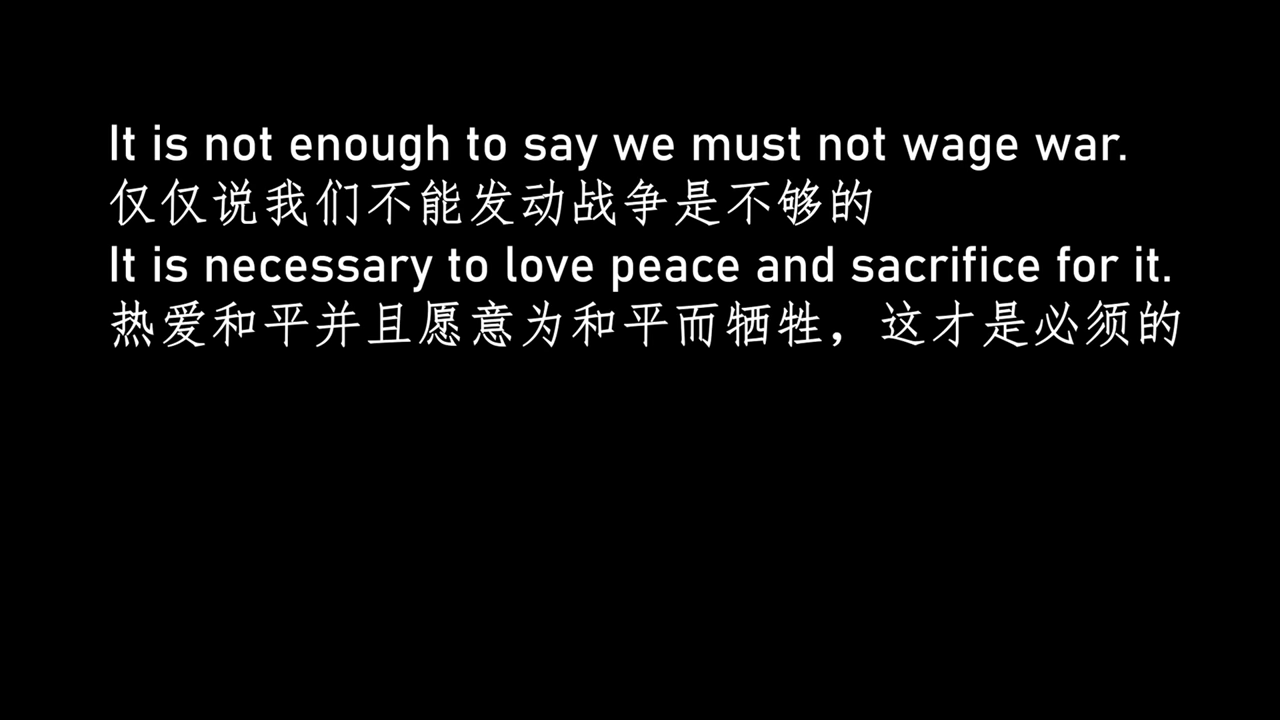 It is not enough to say we must not wage war.
仅仅说我们不能发动战争是不够的
It is necessary to love peace and sacrifice for it.
热爱和平并且愿意为和平而牺牲，这才是必须的